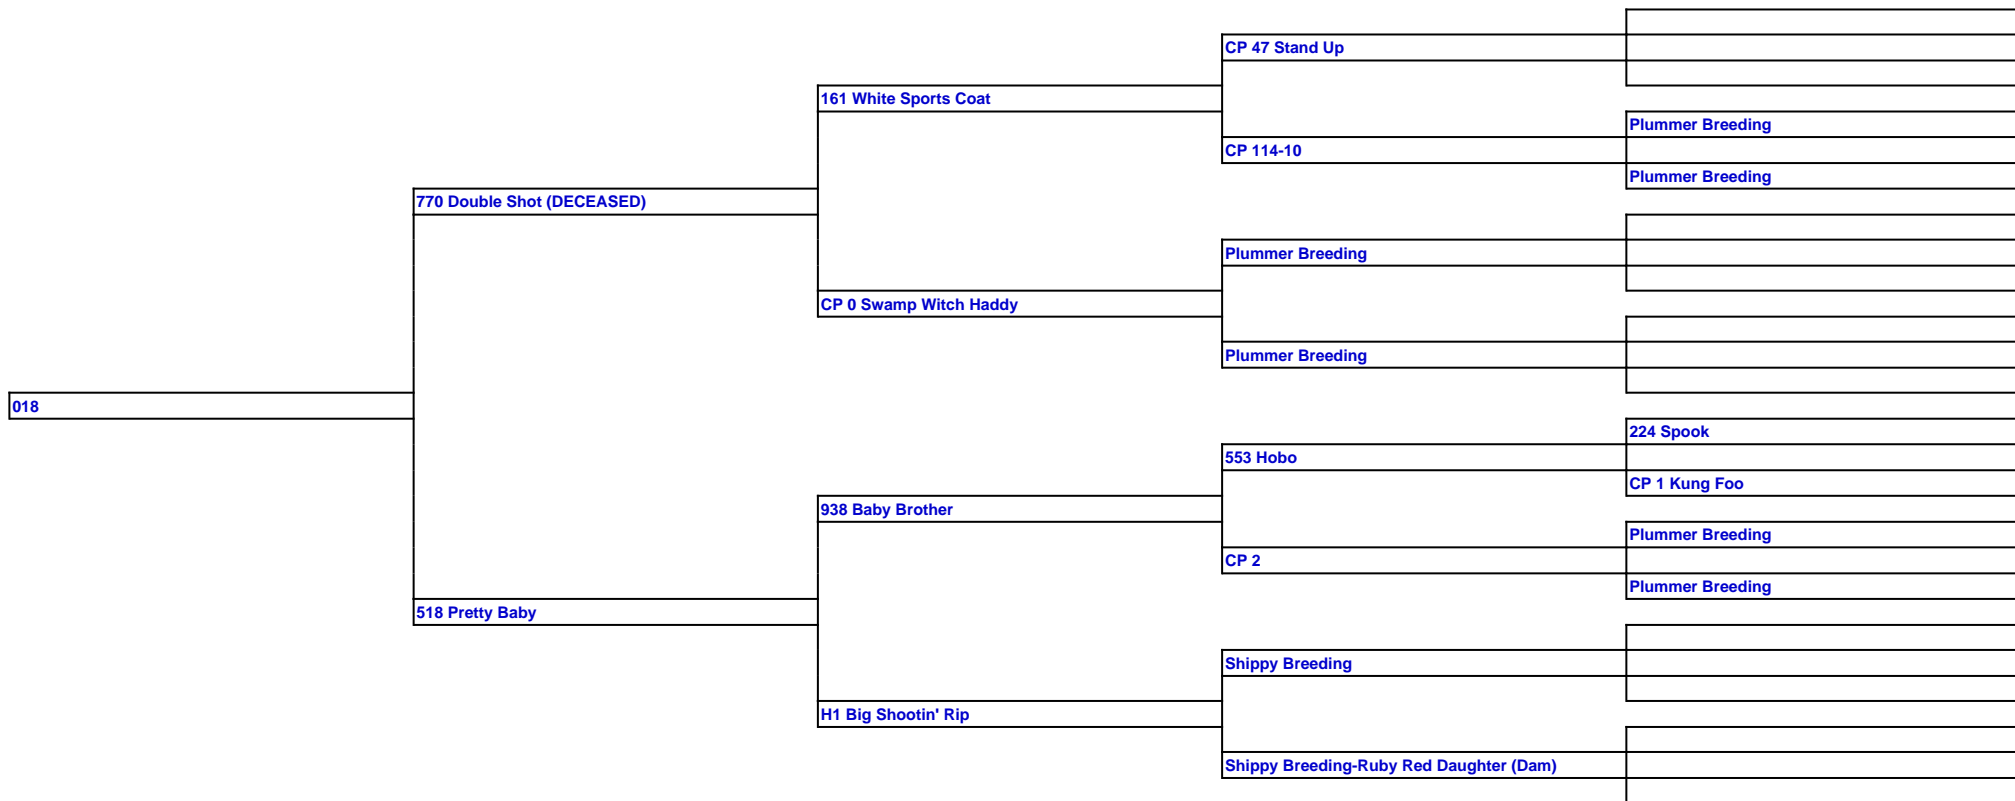 CP 47 Stand Up
161 White Sports Coat
Plummer Breeding
CP 114-10
Plummer Breeding
770 Double Shot (DECEASED)
Plummer Breeding
CP 0 Swamp Witch Haddy
Plummer Breeding
018
224 Spook
553 Hobo
CP 1 Kung Foo
938 Baby Brother
Plummer Breeding
CP 2
Plummer Breeding
518 Pretty Baby
Shippy Breeding
H1 Big Shootin' Rip
Shippy Breeding-Ruby Red Daughter (Dam)